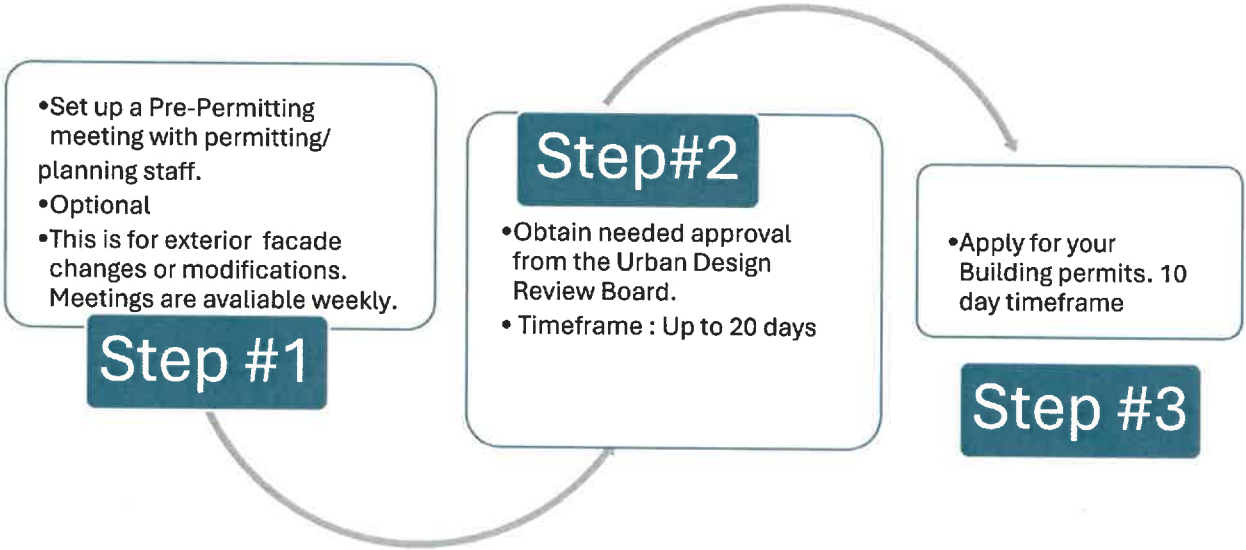 •Set up a Pre-Permitting
meeting with permitting/
planning staff.
•Optional
•This is for exterior facade
changes or modifications.
Meetings are avaliable weekly.
Step #1
Step#2
•Obtain needed approval
from the Urban Design
Review Board.
• Timeframe : Up to 20 days
•Apply for your
Building permits. 10
day timeframe
Step #3